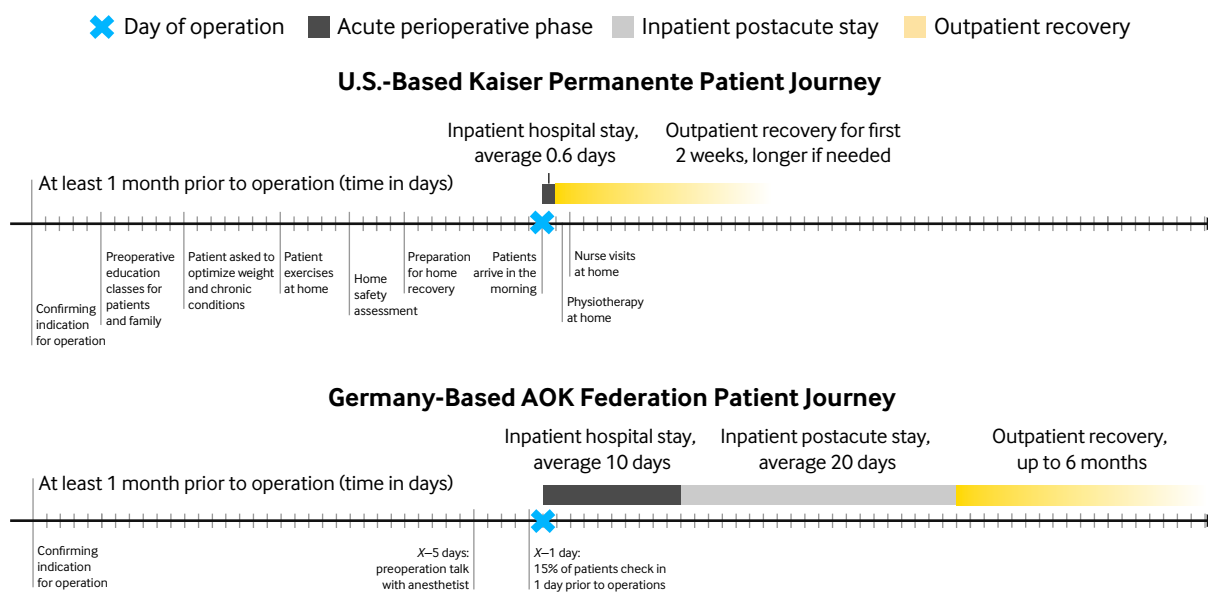 Day of operation Acute perioperative phase Inpatient postacute stay Outpatient recovery
U.S.-Based Kaiser Permanente Patient Journey
Inpatient hospital stay,
average 0.6 days
Outpatient recovery for first
2 weeks, longer if needed
At least 1 month prior to operation (time in days)
Confirming
indication
for operation
Preoperative
education
classes for
patients
and family
Patient asked to
optimize weight
and chronic
conditions
Patient
exercises
at home
Home
safety
assessment
Preparation
for home
recovery
Patients
arrive in the
morning
Nurse visits
at home
Physiotherapy
at home
Germany-Based AOK Federation Patient Journey
Inpatient hospital stay,
average 10 days
Inpatient postacute stay,
average 20 days
Outpatient recovery,
up to 6 months
At least 1 month prior to operation (time in days)
Confirming
indication
for operation
X–5 days:
preoperation talk
with anesthetist
X–1 day:
15% of patients check in
1 day prior to operations